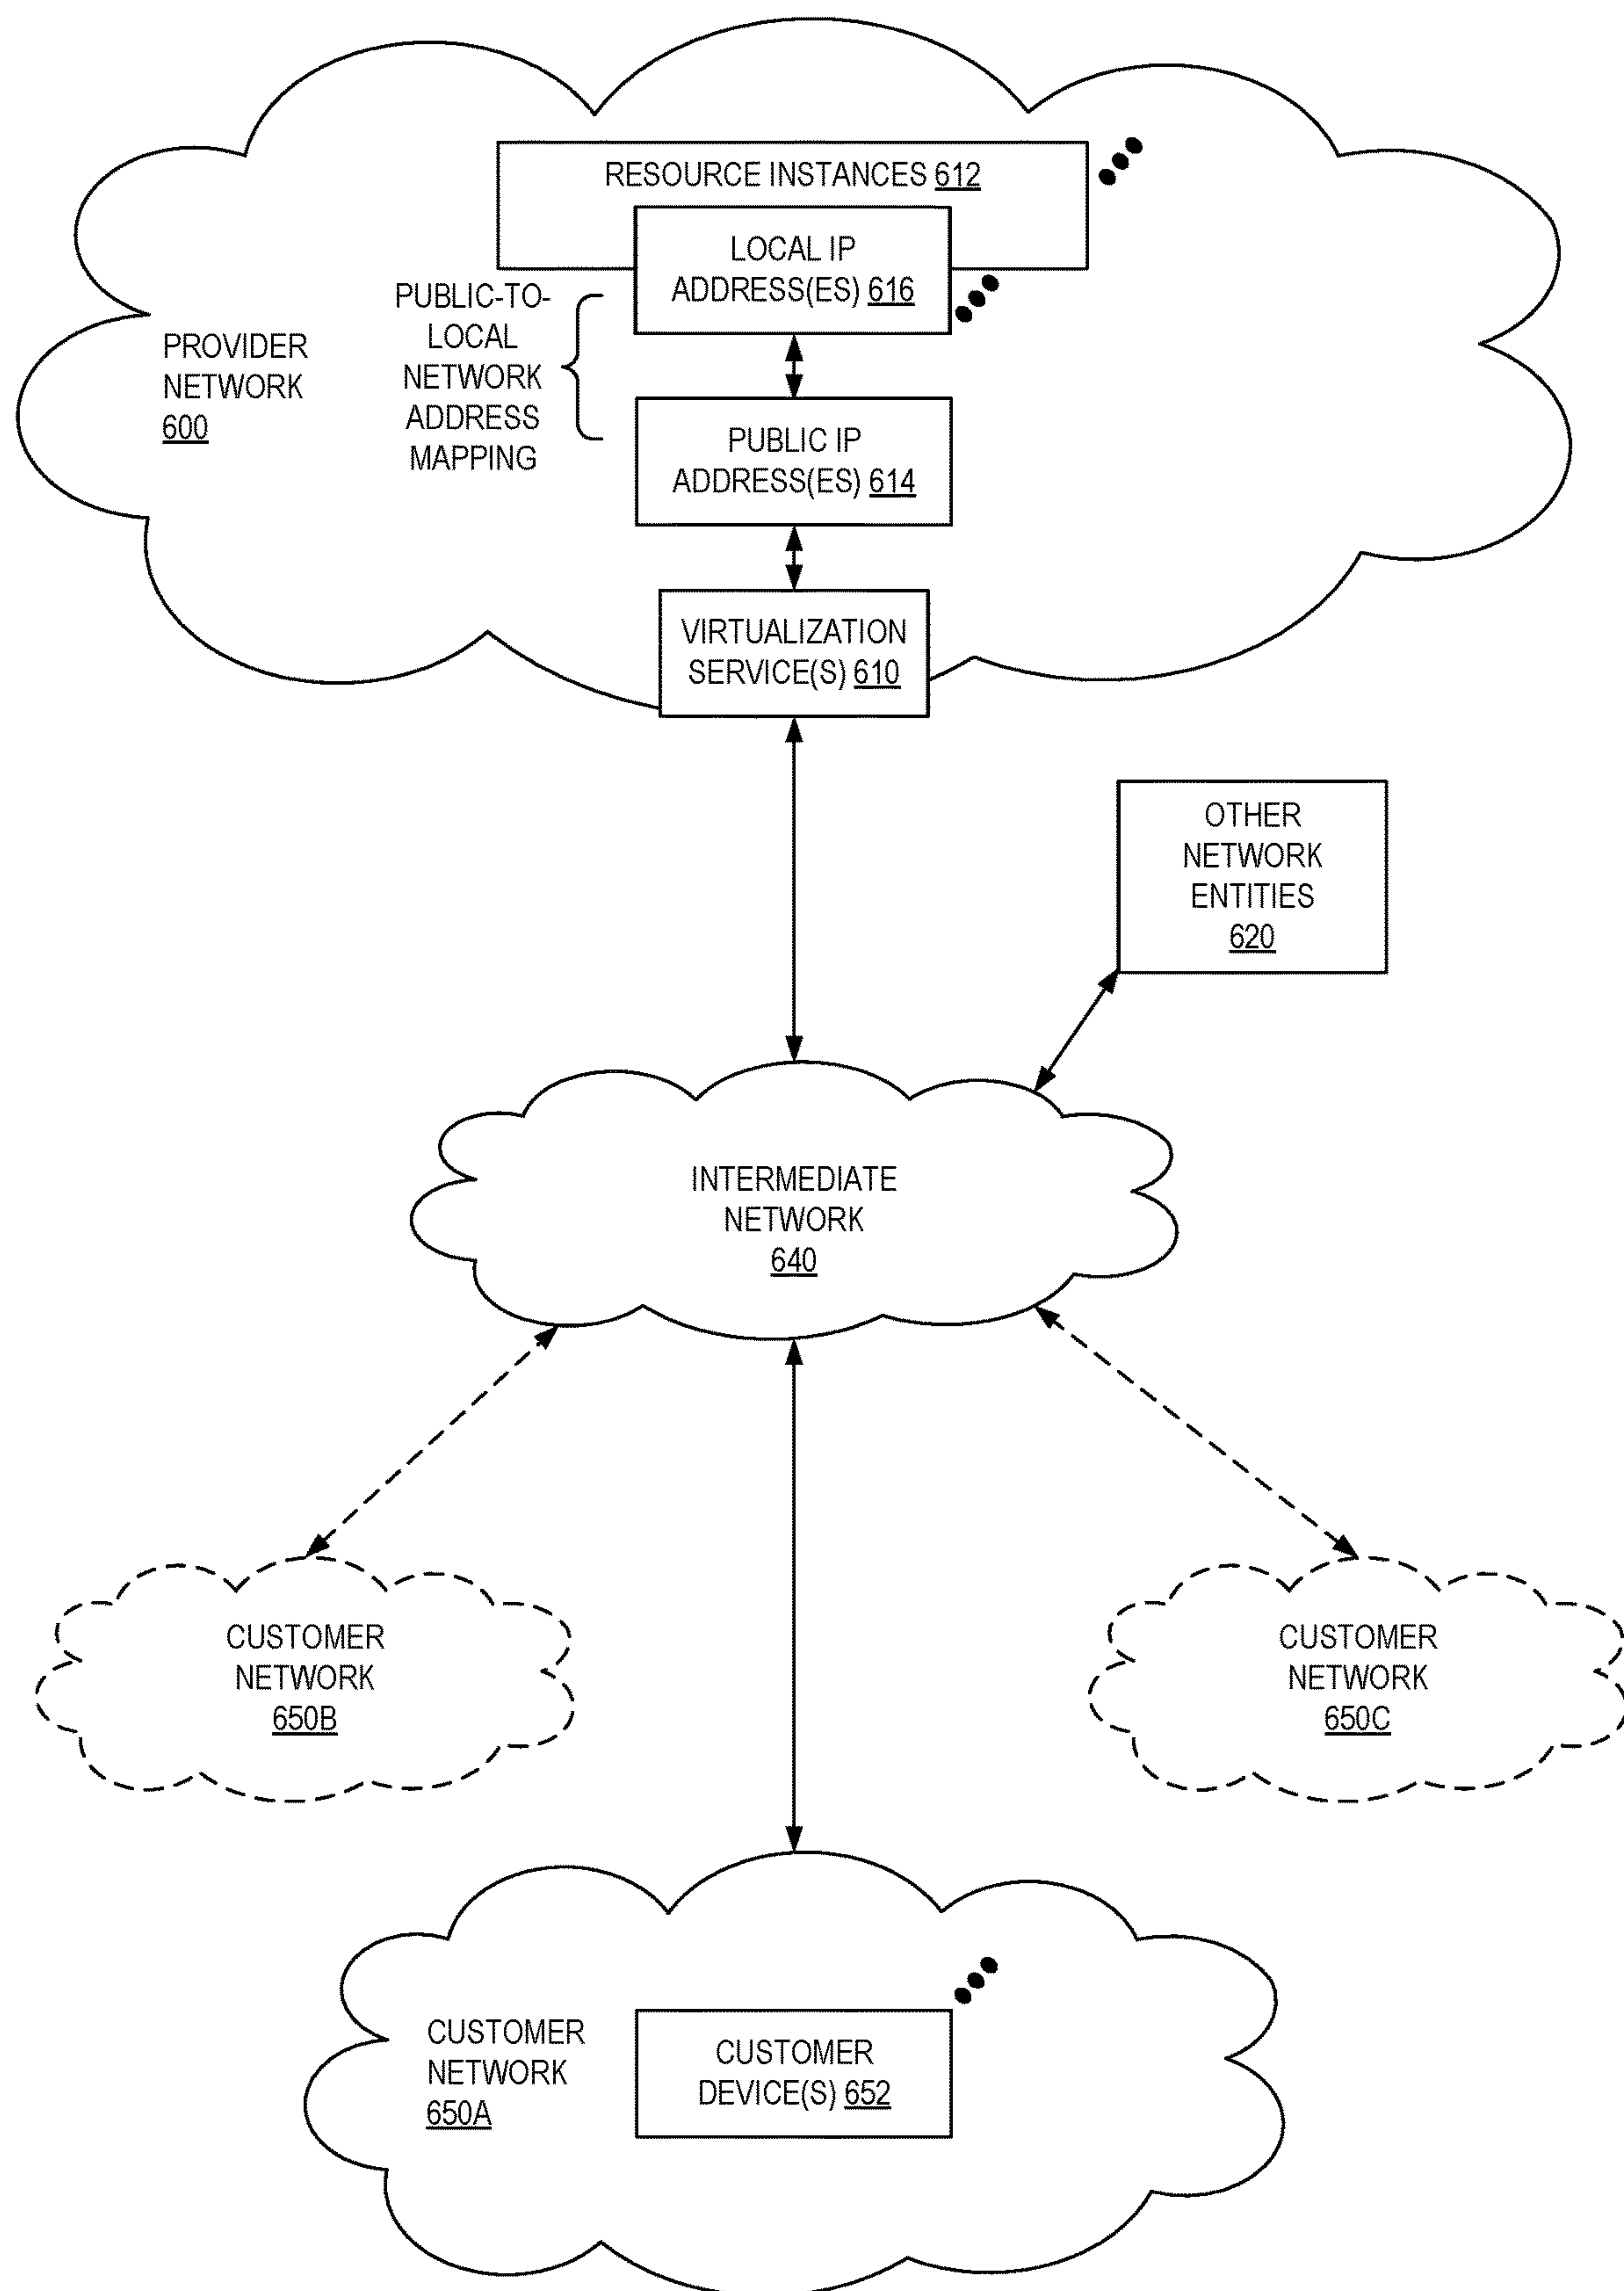 RESOURCE INSTANCES 612
LOCAL IP
ADDRESS(ES) 616
PUBLIC-TO-
LOCAL
NETWORK
ADDRESS
MAPPING
PROVIDER
NETWORK
600
PUBLIC IP
ADDRESS(ES) 614
VIRTUALIZATION
SERVICE(S) 610
OTHER
NETWORK
ENTITIES
620
INTERMEDIATE
NETWORK
640
CUSTOMER
NETWORK
650B
CUSTOMER
NETWORK
650C
CUSTOMER
NETWORK
650A
CUSTOMER
DEVICE(S) 652